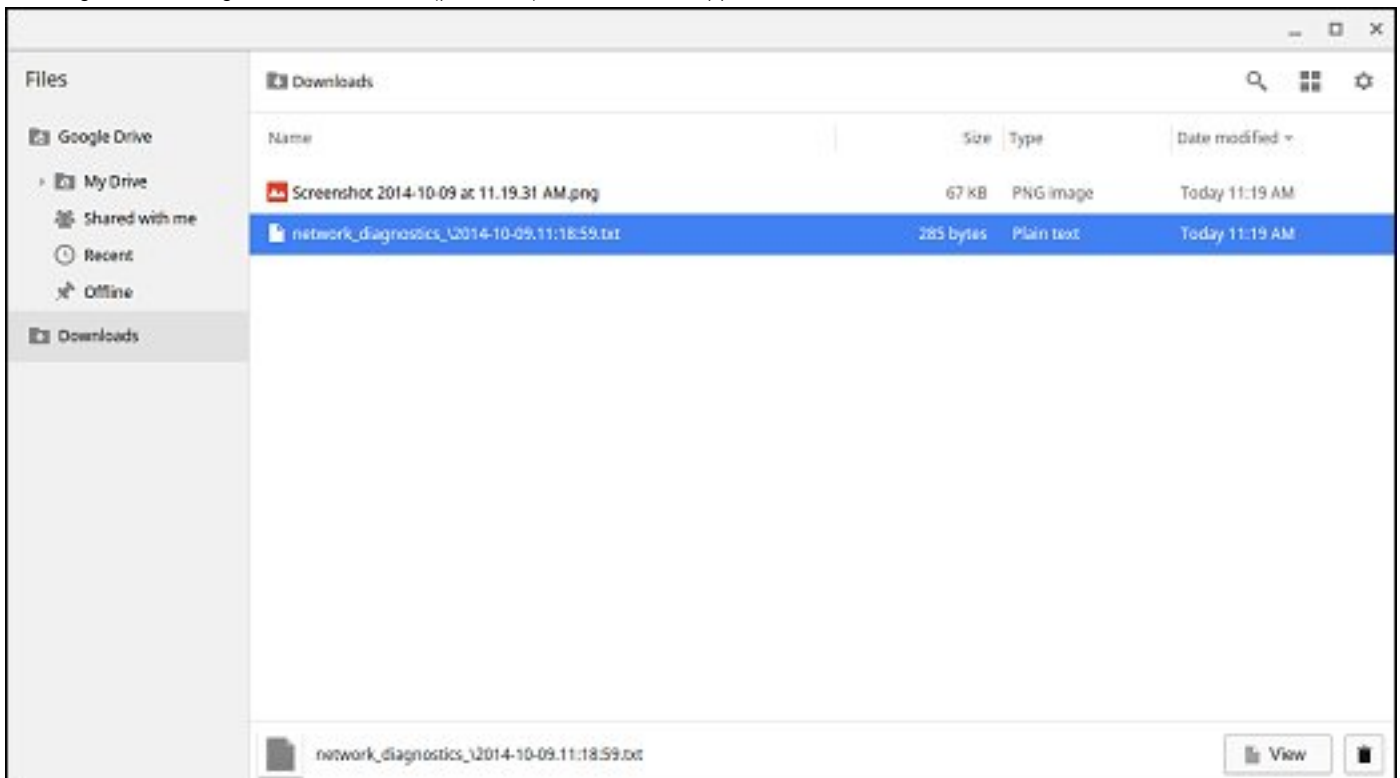 Files
Downloads
Google Drive
Name Size Type Date modified
My Drive
Screenshot 2014-10-09 at 11.19.31 AM.png 67 KB PNG image Today 11:19 AM
Shared with me
network_diagnostics_\2014-10-09.11:18:59.txt 285 bytes Plain text Today 11:19 AM
Recent
Offline
Downloads
network_diagnostics_\2014-10-09.11:18:59.txt View